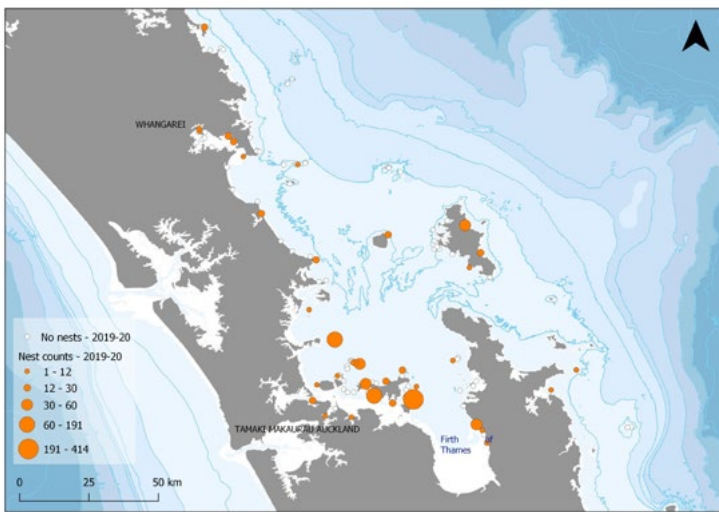 WHANGAREI
No nests - 2019-20
Nest counts - 2019-20
1 - 12
12 - 30
30 - 60
60 - 191
191 - 414
TAMAKI MAKAURAU AUCKLAND
Firth of
Thames
0 25 50 km